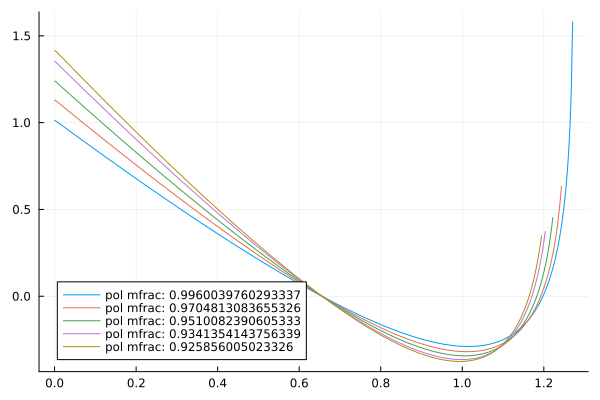 1.5
1.0
0.5
0.0
pol mfrac: 0.9960039760293337
pol mfrac: 0.9704813083655326
pol mfrac: 0.9510082390605333
pol mfrac: 0.9341354143756339
pol mfrac: 0.925856005023326
0.0 0.2 0.4 0.6 0.8 1.0 1.2